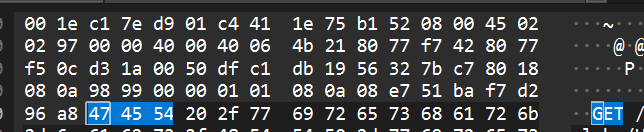 00 1e c1 7e d9 01 c4 41 1e 75 b1 52 08 00 45 02 ···~····
02 97 00 00 40 00 40 06 4b 21 80 77 f7 42 80 77 ····@·@·
f5 0c d3 1a 00 50 df c1 db 19 56 32 7b c7 80 18 ·····P··
08 0a 98 99 00 00 01 01 08 0a 08 e7 51 ba f7 d2 ········
96 a8 47 45 54 20 2f 77 69 72 65 73 68 61 72 6b ··GET /